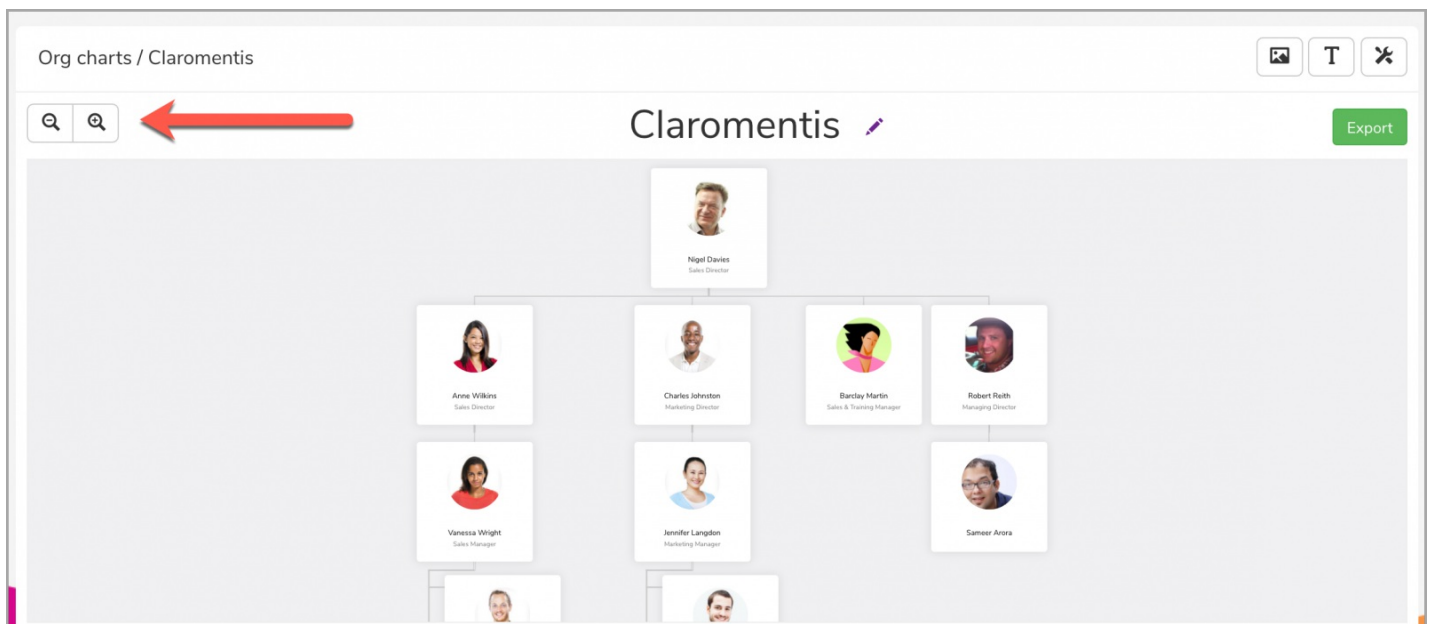 Org charts / Claromentis
T
Claromentis
Export
Nigel Davies
Sales Director
Anne Wilkins
Sales Director
Charles Johnston
Marketing Director
Barclay Martin
Sales & Training Manager
Robert Reith
Managing Director
Vanessa Wright
Sales Manager
Jennifer Langdon
Marketing Manager
Sameer Arora